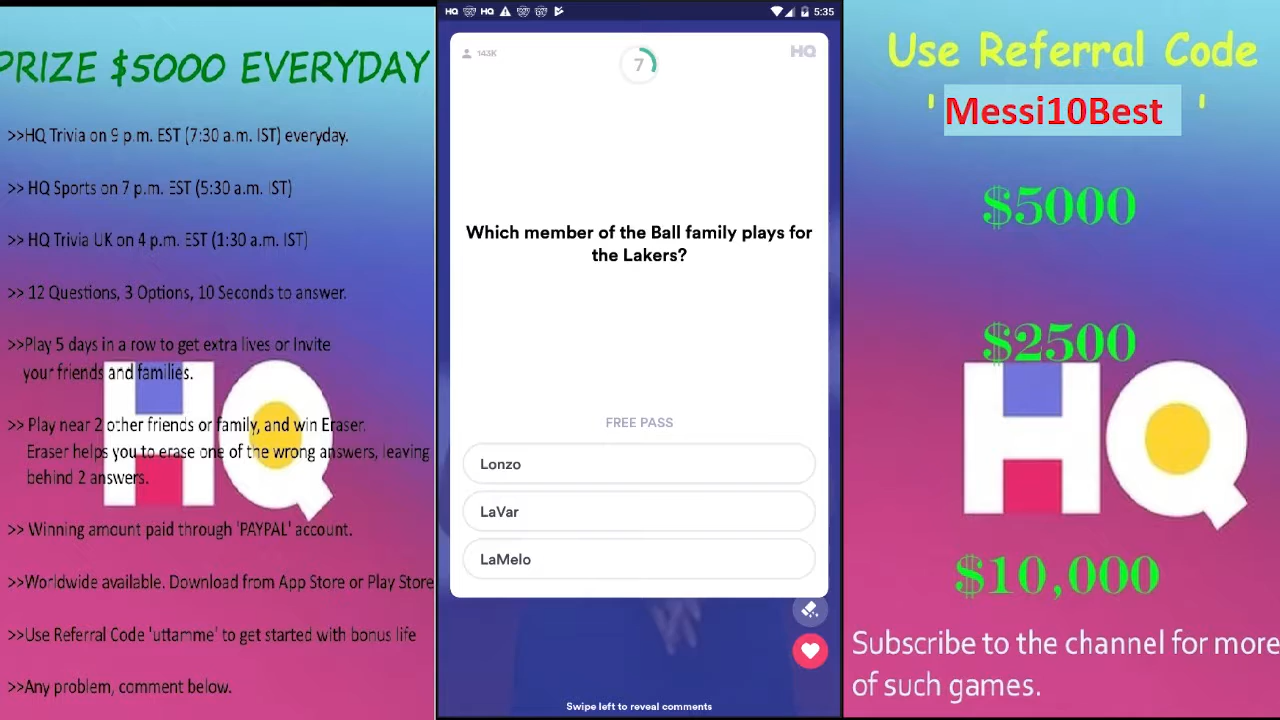 PRIZE $5000 EVERYDAY
>>HQ Trivia on 9 p.m. EST (7:30 a.m. IST) everyday.
>> HQ Sports on 7 p.m. EST (5:30 a.m. IST)
>> HQ Trivia UK on 4 p.m. EST (1:30 a.m. IST)
>> 12 Questions, 3 Options, 10 Seconds to answer.
>>Play 5 days in a row to get extra lives or Invite
your friends and families.
>> Play near 2 other friends or family, and win Eraser.
Eraser helps you to erase one of the wrong answers, leaving
behind 2 answers.
>> Winning amount paid through 'PAYPAL' account.
>>Worldwide available. Download from App Store or Play Store
>>Use Referral Code 'uttamme' to get started with bonus life
>>Any problem, comment below.
HQ
HQ HQ 5:35
143K 7 HQ
Which member of the Ball family plays for
the Lakers?
FREE PASS
Lonzo
LaVar
LaMelo
Swipe left to reveal comments
Use Referral Code
' Messi10Best '
$5000
$2500
HQ
$10,000
Subscribe to the channel for more
of such games.